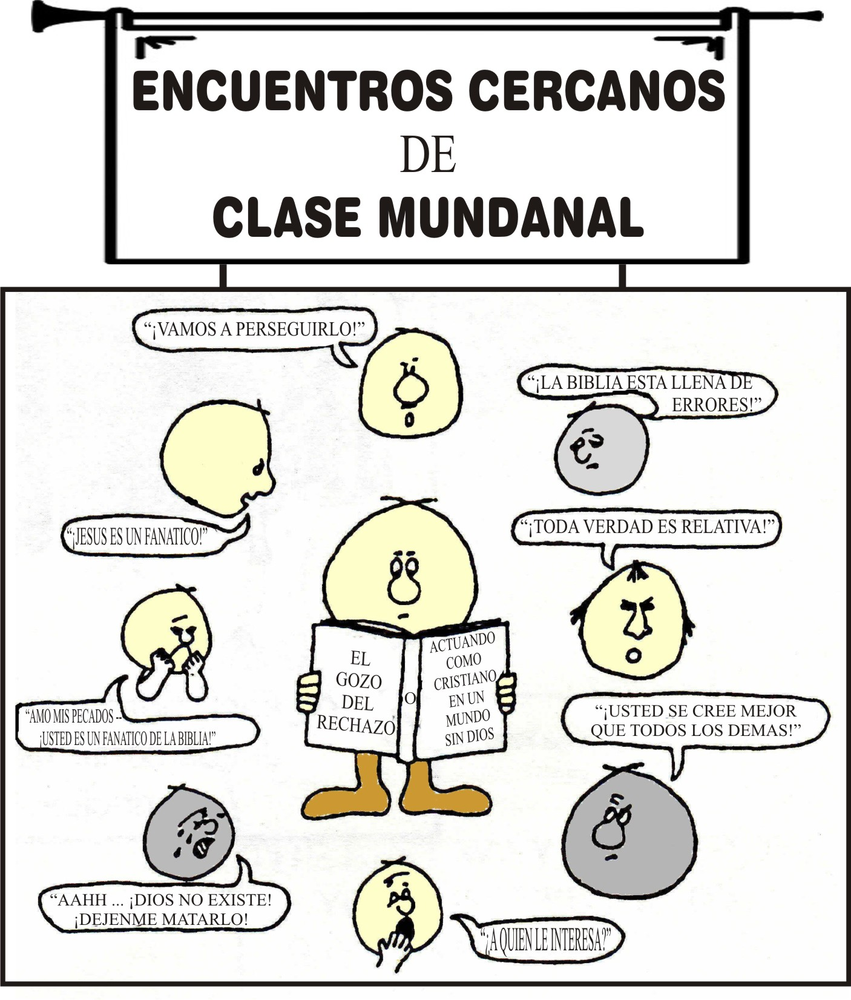 ENCUENTROS CERCANOS
DE
CLASE MUNDANAL
“¡VAMOS A PERSEGUIRLO!”
“¡LA BIBLIA ESTA LLENA DE
ERRORES!”
“¡JESUS ES UN FANATICO!”
“¡TODA VERDAD ES RELATIVA!”
EL
GOZO
DEL
RECHAZO
O
ACTUANDO
COMO
CRISTIANO
EN UN
MUNDO
SIN DIOS
“AMO MIS PECADOS --
¡USTED ES UN FANATICO DE LA BIBLIA!”
“¡USTED SE CREE MEJOR
QUE TODOS LOS DEMAS!”
“AAHH ... ¡DIOS NO EXISTE!
¡DEJENME MATARLO!
“¿A QUIEN LE INTERESA?”